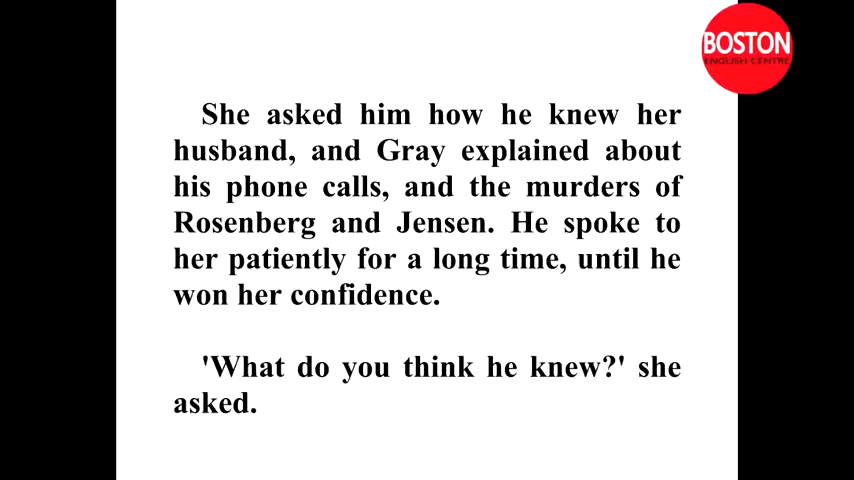 BOSTON
ENGLISH CENTRE
She asked him how he knew her
husband, and Gray explained about
his phone calls, and the murders of
Rosenberg and Jensen. He spoke to
her patiently for a long time, until he
won her confidence.
'What do you think he knew?' she
asked.